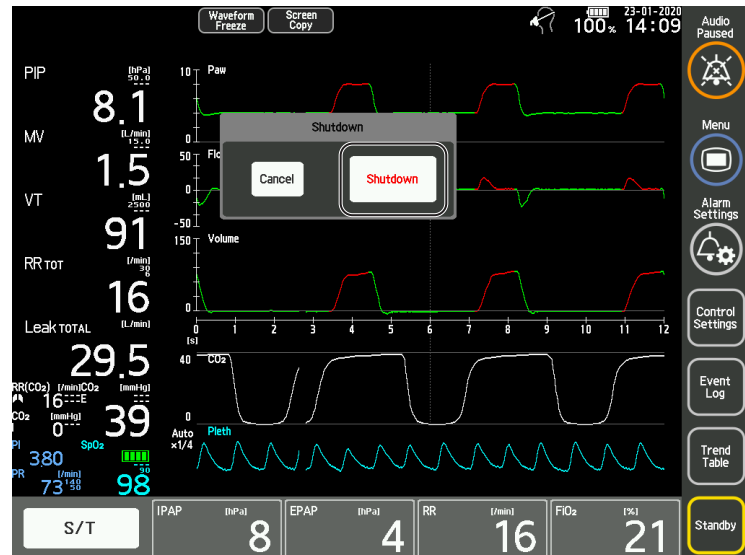 Waveform Freeze
Screen Copy
100% 23-01-2020 14:09
Audio Paused
PIP [hPa] 50.0 ---
8.1
MV [L/min] 15.0 ---
1.5
VT [mL] 2500 ---
91
RR TOT [/min] 30 6
16
Leak TOTAL [L/min]
29.5
RR(CO2) [/min] CO2 [mmHg]
16 --- E --- 39
CO2 [mmHg]
I 0 ---
PI SpO2
3.80 90
PR [/min]
73 140 50 98
10 Paw
0
50 Flo
0
-50
150 Volume
0
0 1 2 3 4 5 6 7 8 9 10 11 12
[s]
40 CO2
0
Auto Pleth
×1/4
Shutdown
Cancel
Shutdown
Menu
Alarm Settings
Control Settings
Event Log
Trend Table
Standby
S/T
IPAP [hPa] 8
EPAP [hPa] 4
RR [/min] 16
FiO2 [%] 21